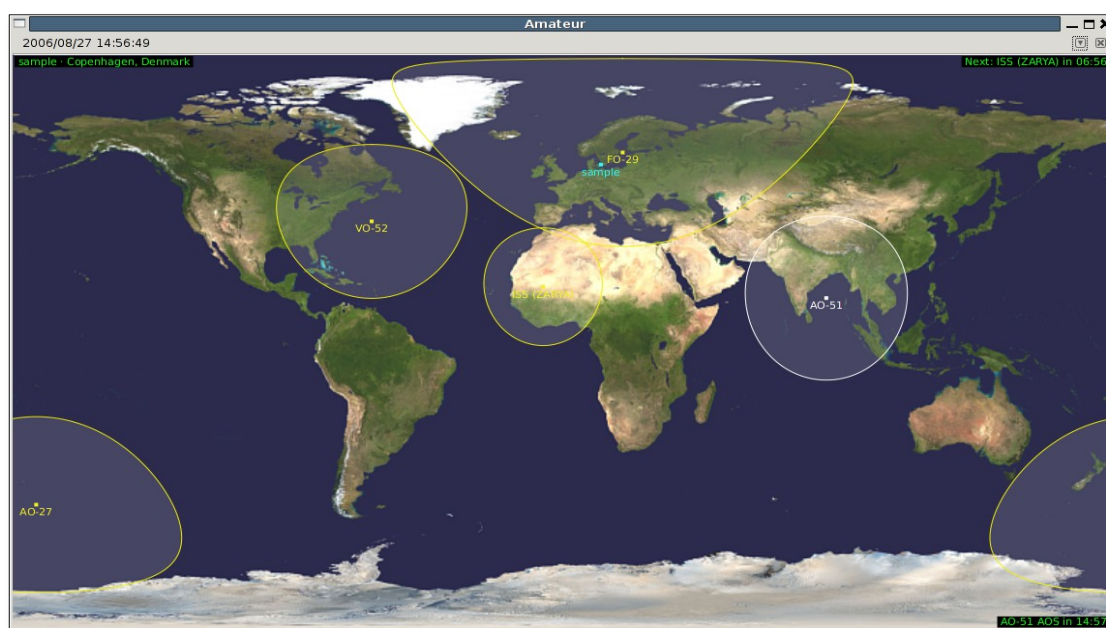 Amateur
2006/08/27 14:56:49
sample · Copenhagen, Denmark
Next: ISS (ZARYA) in 06:56
FO-29
sample
VO-52
ISS (ZARYA)
AO-51
AO-27
AO-51 AOS in 14:57